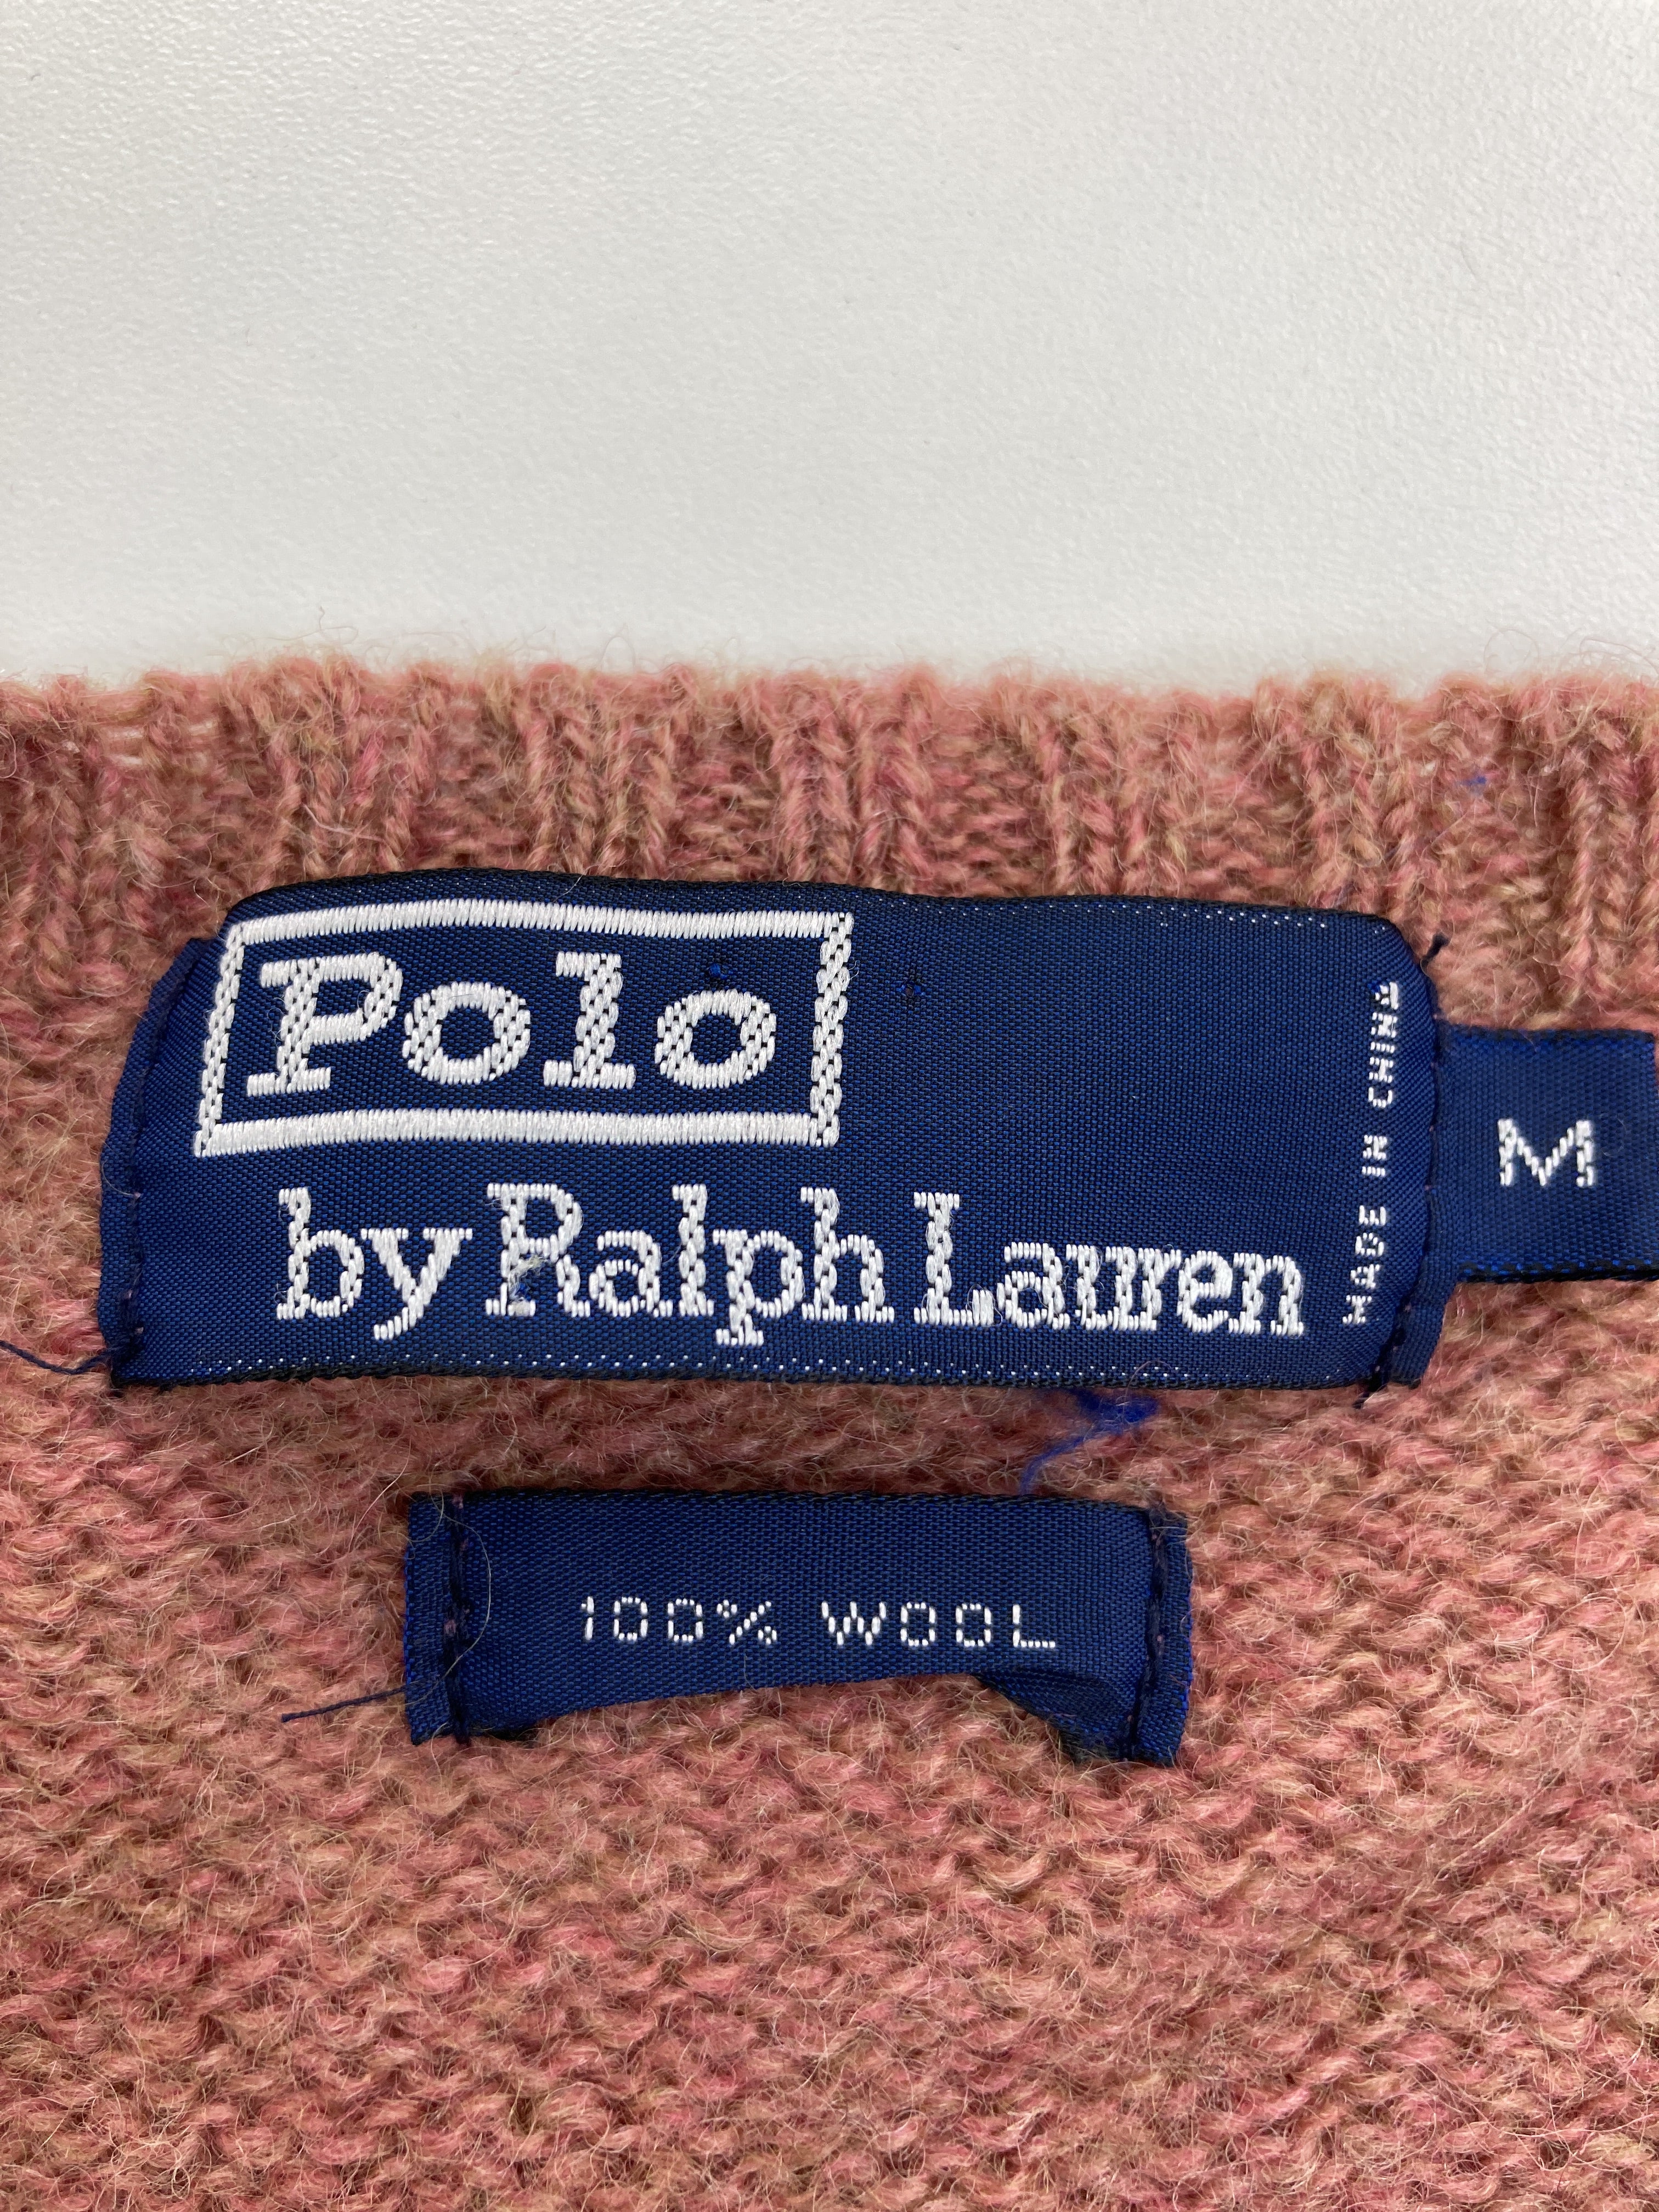 Polo
by Ralph Lauren
MADE IN CHINA
M
100% WOOL